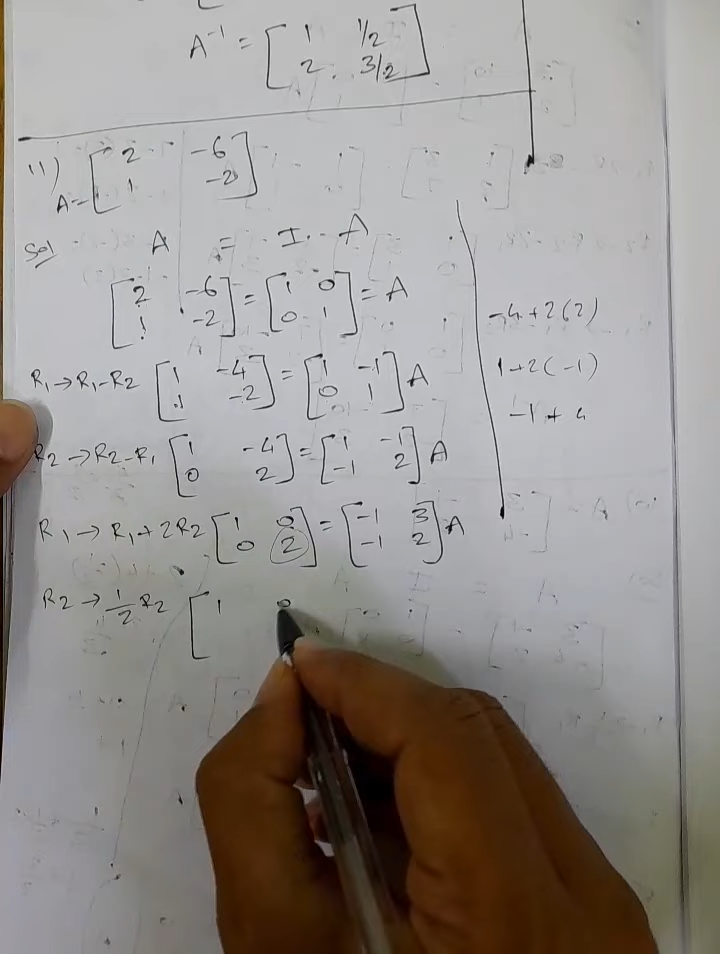 A⁻¹ = [ 1 1/2
2 3/2 ]
11) A = [ 2 -6
1 -2 ]
Sol A = I · A
[ 2 -6
1 -2 ] = [ 1 0
0 1 ] = A
R1 → R1 - R2 [ 1 -4
1 -2 ] = [ 1 -1
0 1 ] A
R2 → R2 - R1 [ 1 -4
0 2 ] = [ 1 -1
-1 2 ] A
R1 → R1 + 2R2 [ 1 0
0 2 ] = [ -1 3
-1 2 ] A
R2 → 1/2 R2 [ 1 0
-4+2(2)
1+2(-1)
-1+4